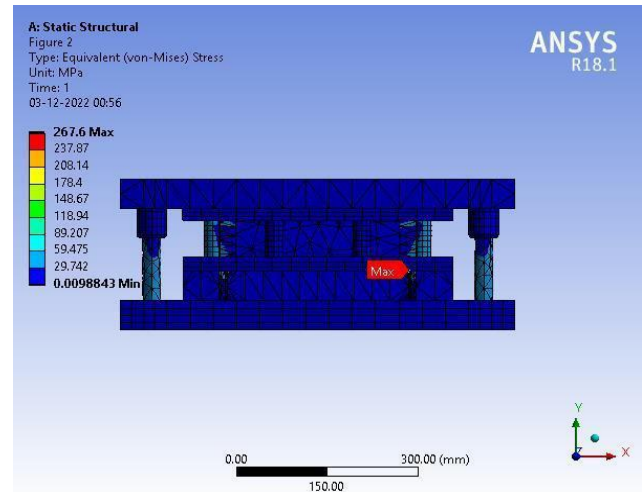 A: Static Structural
Figure 2
Type: Equivalent (von-Mises) Stress
Unit: MPa
Time: 1
03-12-2022 00:56
ANSYS
R18.1
267.6 Max
237.87
208.14
178.4
148.67
118.94
89.207
59.475
29.742
0.0098843 Min
Max
Y
Z
X
0.00
300.00 (mm)
150.00